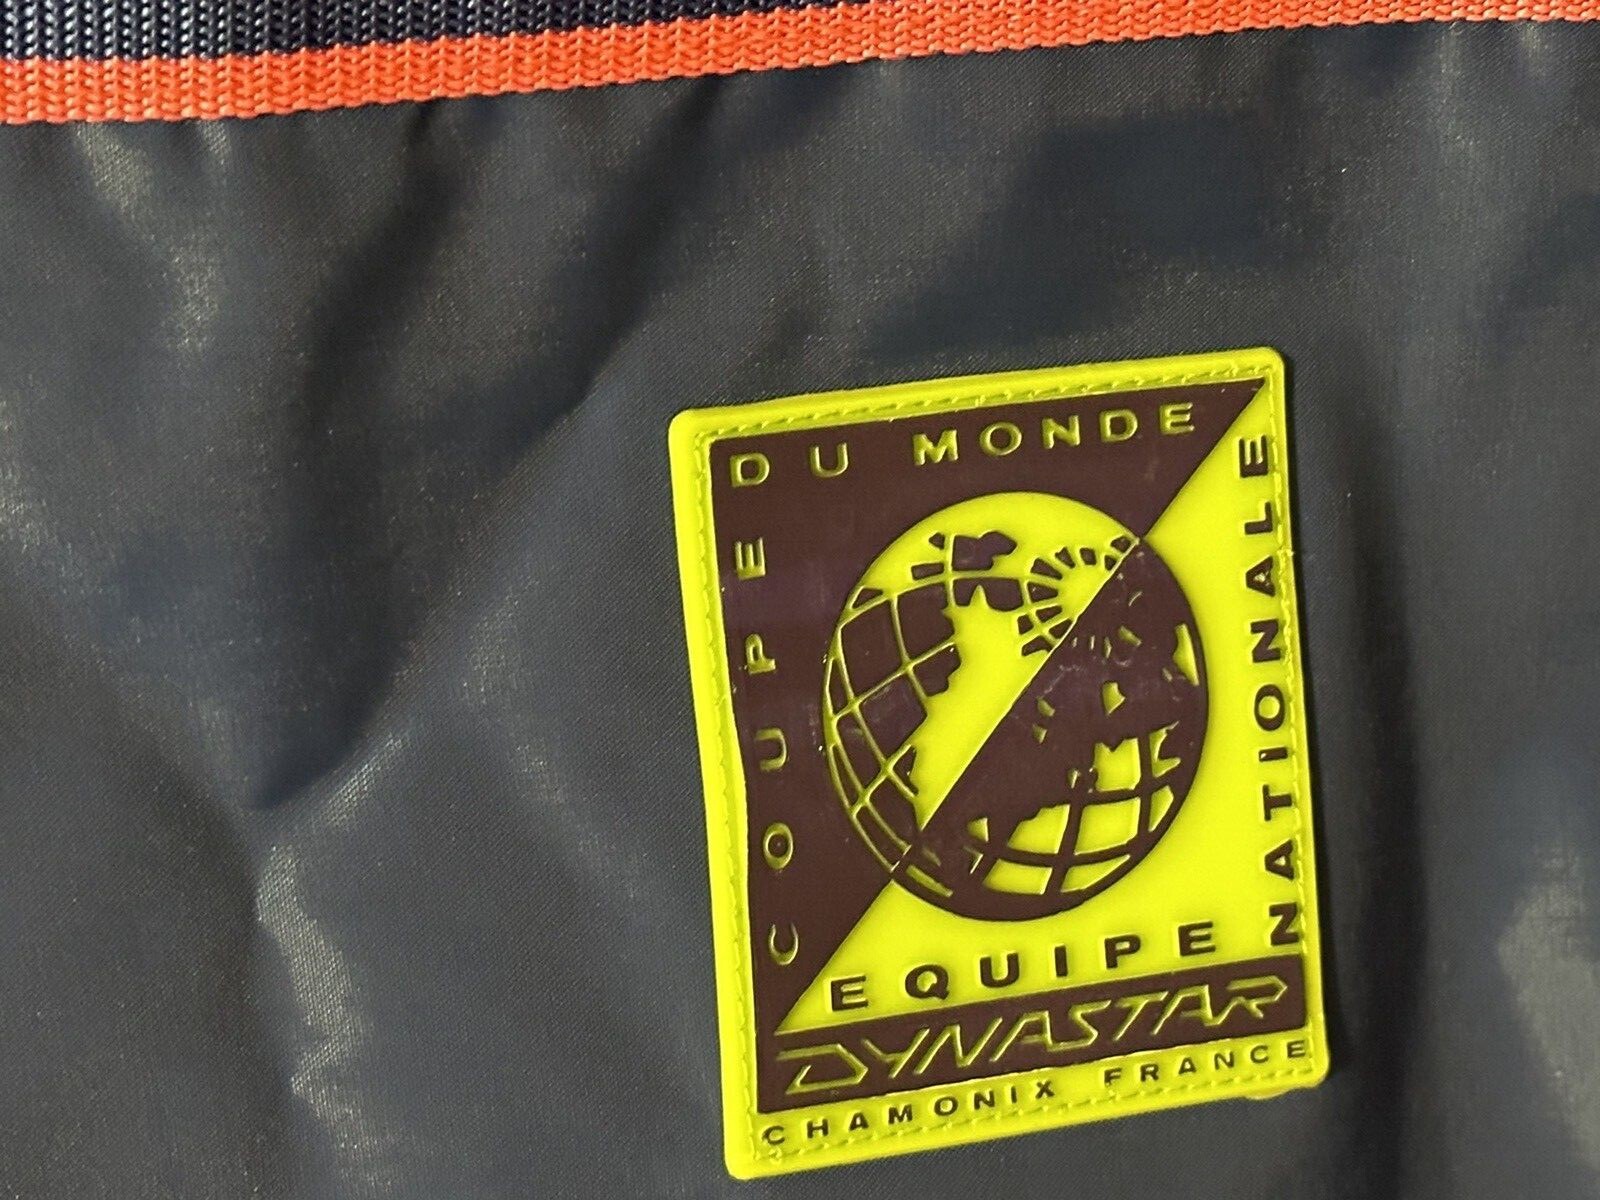 COUPE DU MONDE
EQUIPE NATIONALE
DYNASTAR
CHAMONIX FRANCE